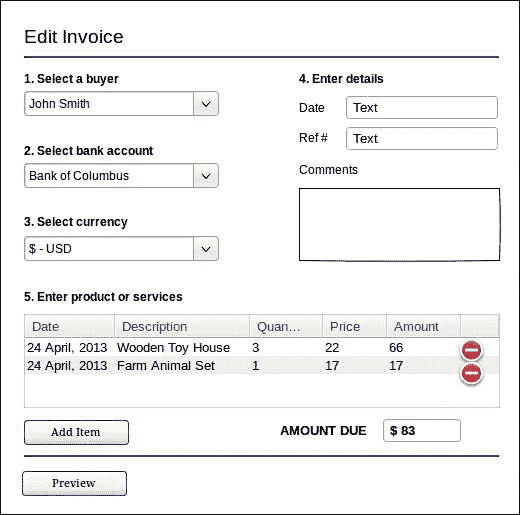 Edit Invoice
1. Select a buyer
John Smith
2. Select bank account
Bank of Columbus
3. Select currency
$ - USD
4. Enter details
Date Text
Ref # Text
Comments
5. Enter product or services
Date Description Quan... Price Amount
24 April, 2013 Wooden Toy House 3 22 66
24 April, 2013 Farm Animal Set 1 17 17
Add Item AMOUNT DUE $ 83
Preview